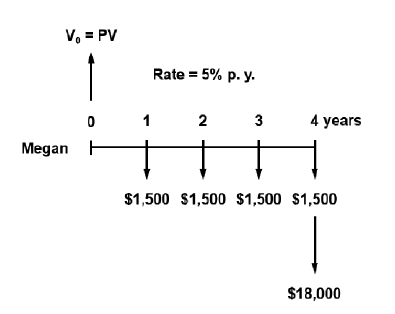 V₀ = PV
Rate = 5% p. y.
0 1 2 3 4 years
Megan
$1,500 $1,500 $1,500 $1,500
$18,000